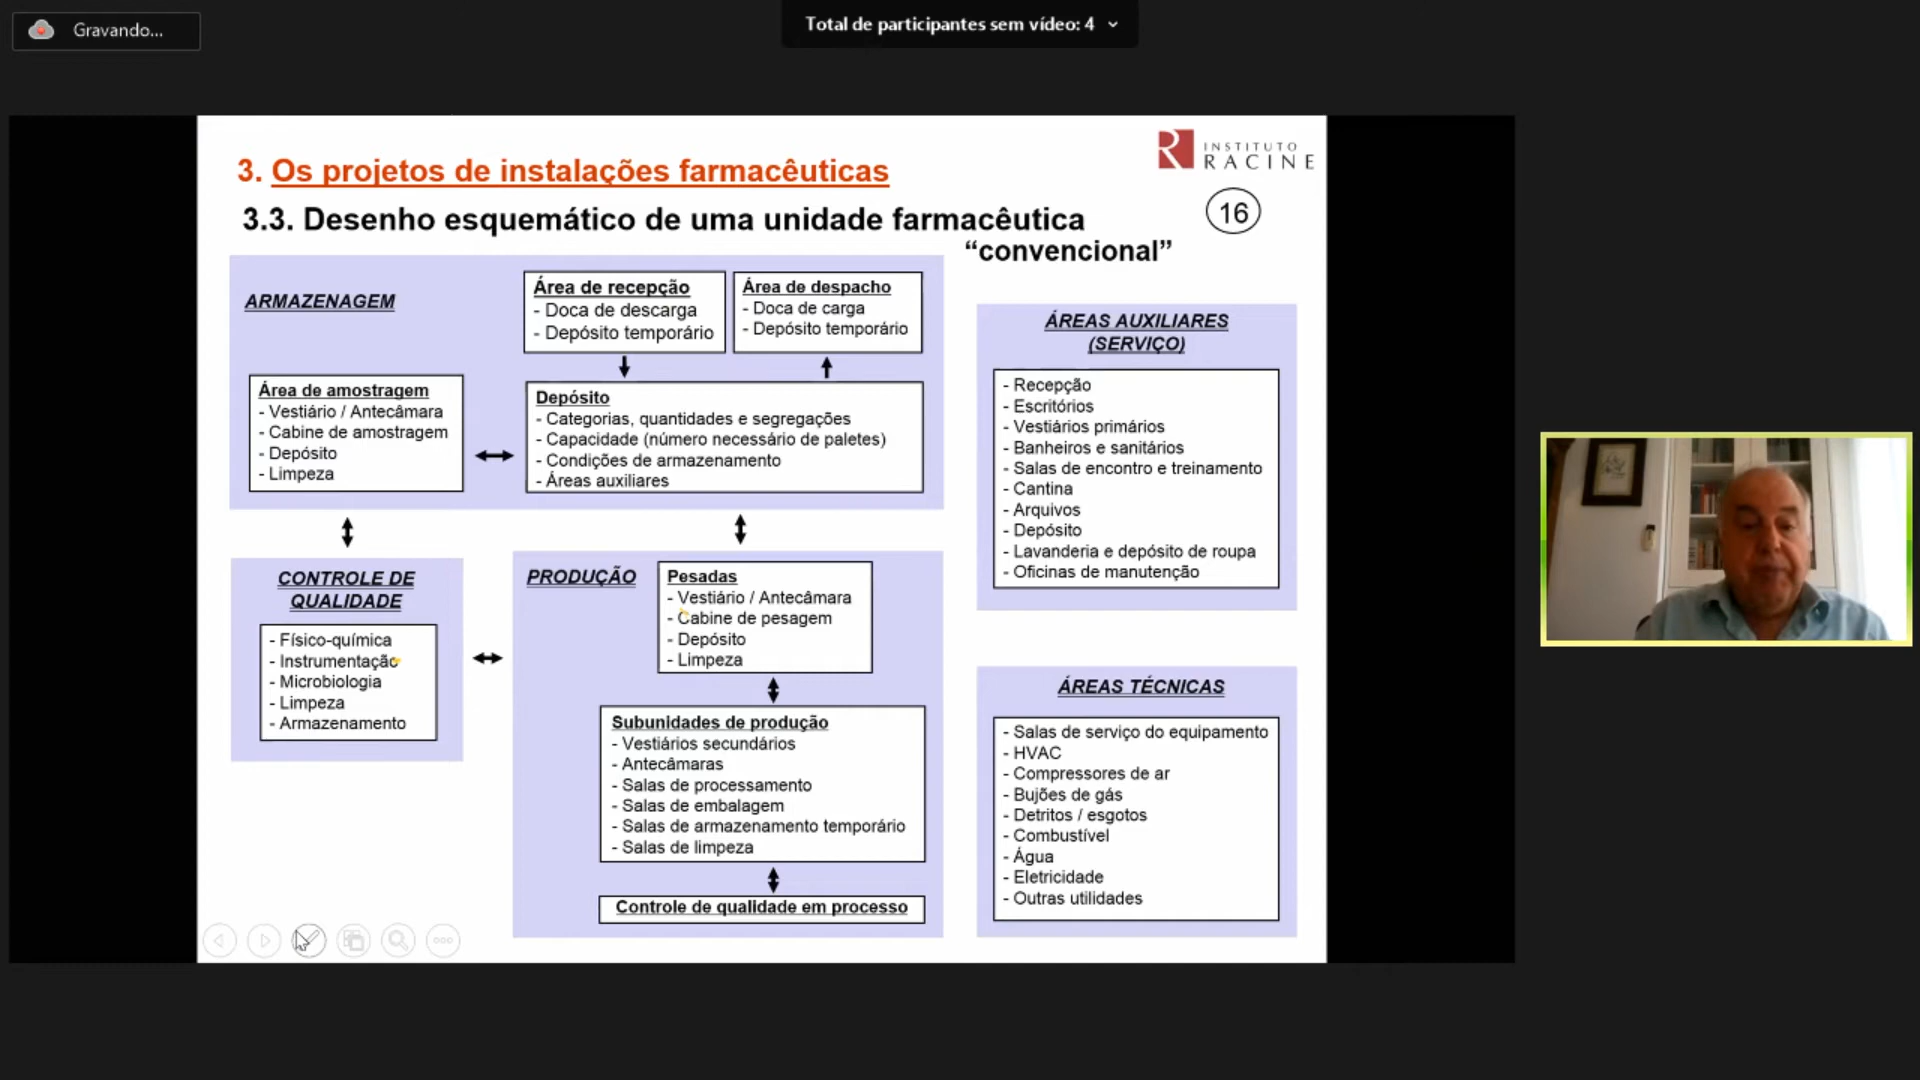 Gravando...
Total de participantes sem vídeo: 4
INSTITUTO
RACINE
3. Os projetos de instalações farmacêuticas
16
3.3. Desenho esquemático de uma unidade farmacêutica
“convencional”
ARMAZENAGEM
Área de recepção
- Doca de descarga
- Depósito temporário
Área de despacho
- Doca de carga
- Depósito temporário
Área de amostragem
- Vestiário / Antecâmara
- Cabine de amostragem
- Depósito
- Limpeza
Depósito
- Categorias, quantidades e segregações
- Capacidade (número necessário de paletes)
- Condições de armazenamento
- Áreas auxiliares
CONTROLE DE
QUALIDADE
- Físico-química
- Instrumentação
- Microbiologia
- Limpeza
- Armazenamento
PRODUÇÃO
Pesadas
- Vestiário / Antecâmara
- Cabine de pesagem
- Depósito
- Limpeza
Subunidades de produção
- Vestiários secundários
- Antecâmaras
- Salas de processamento
- Salas de embalagem
- Salas de armazenamento temporário
- Salas de limpeza
Controle de qualidade em processo
ÁREAS AUXILIARES
(SERVIÇO)
- Recepção
- Escritórios
- Vestiários primários
- Banheiros e sanitários
- Salas de encontro e treinamento
- Cantina
- Arquivos
- Depósito
- Lavanderia e depósito de roupa
- Oficinas de manutenção
ÁREAS TÉCNICAS
- Salas de serviço do equipamento
- HVAC
- Compressores de ar
- Bujões de gás
- Detritos / esgotos
- Combustível
- Água
- Eletricidade
- Outras utilidades